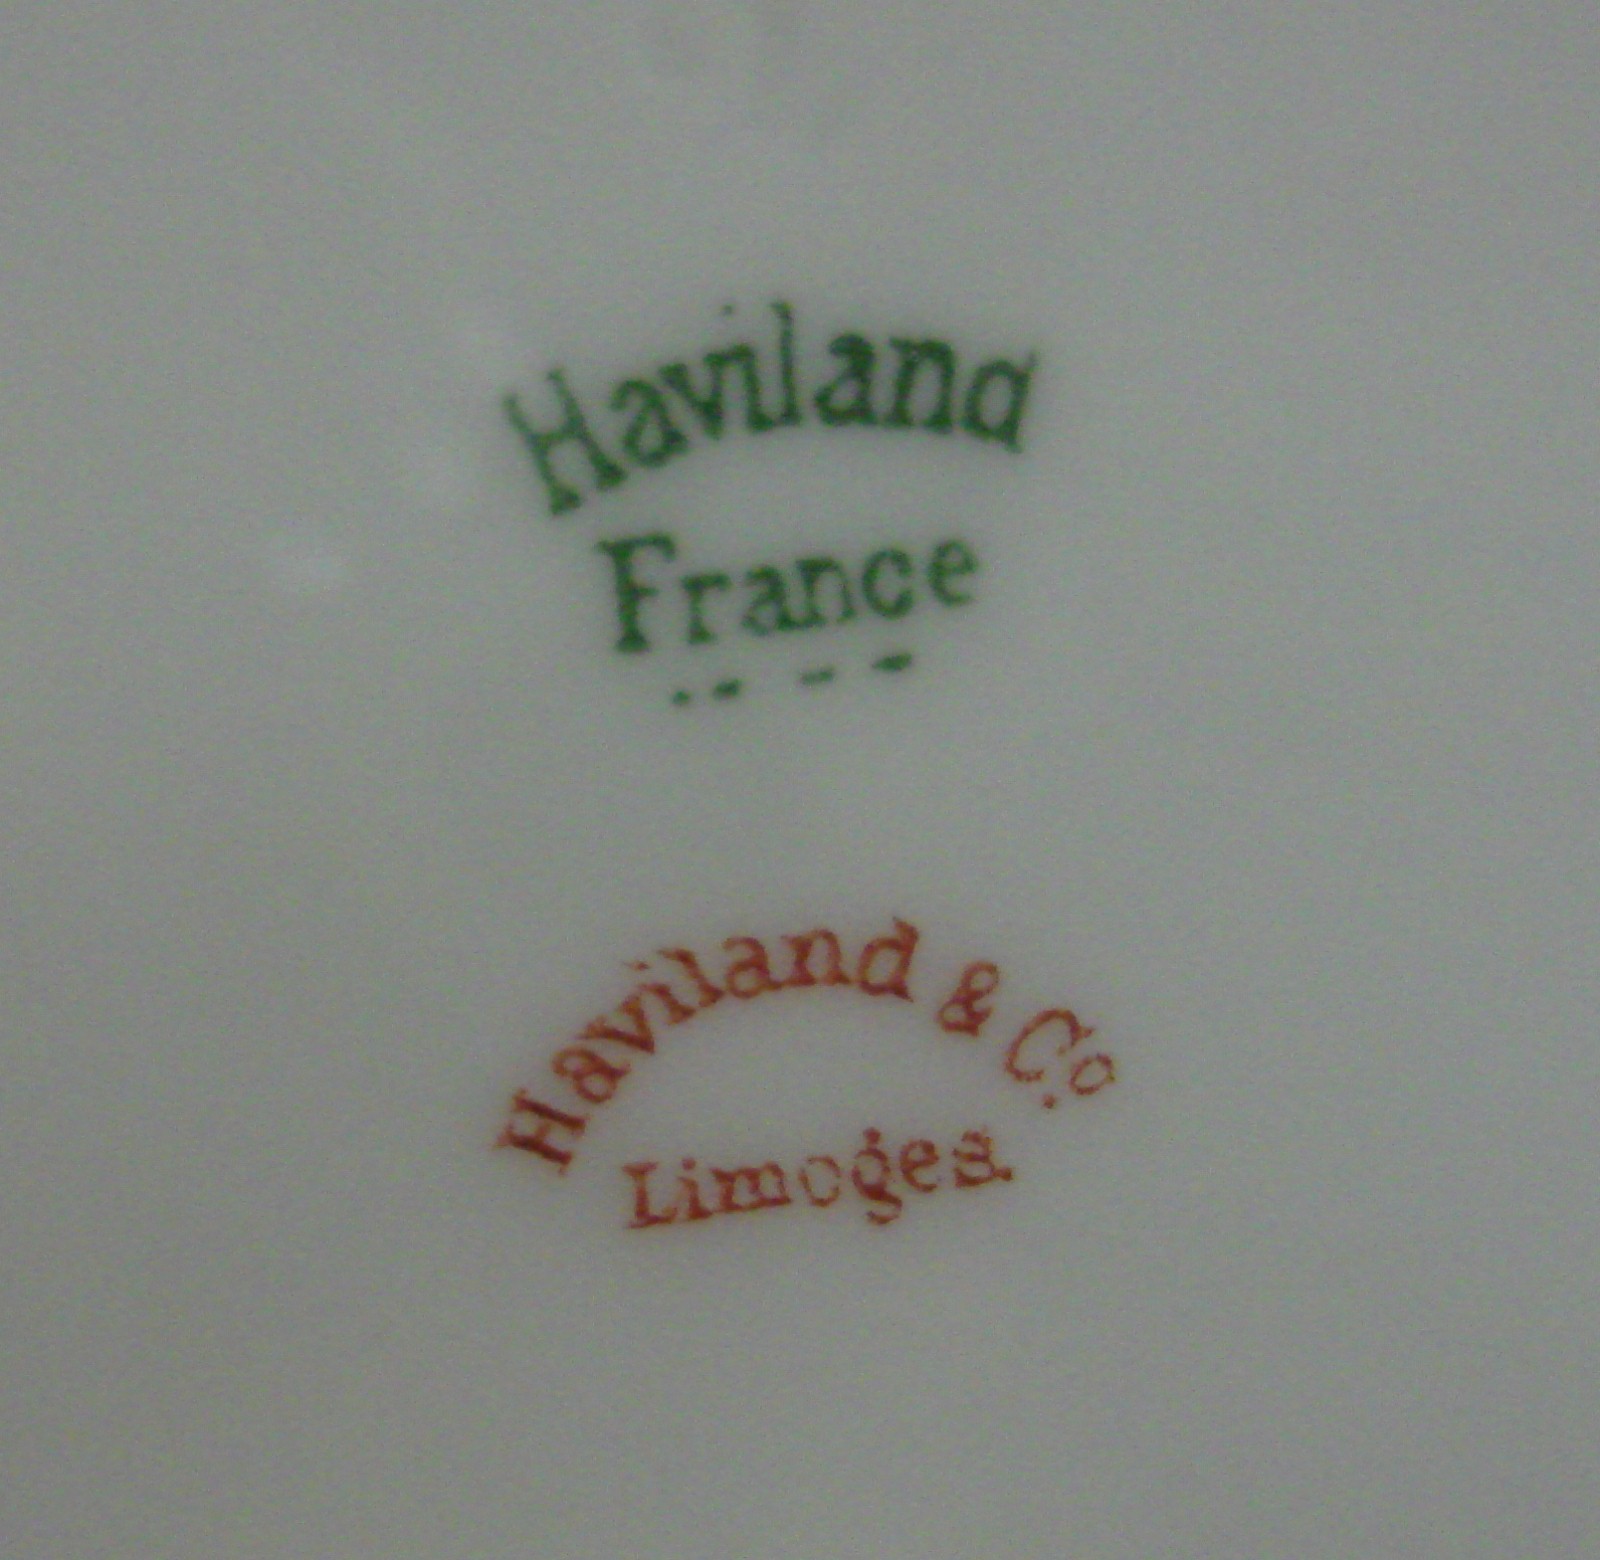 Haviland
France
Haviland & Co.
Limoges.